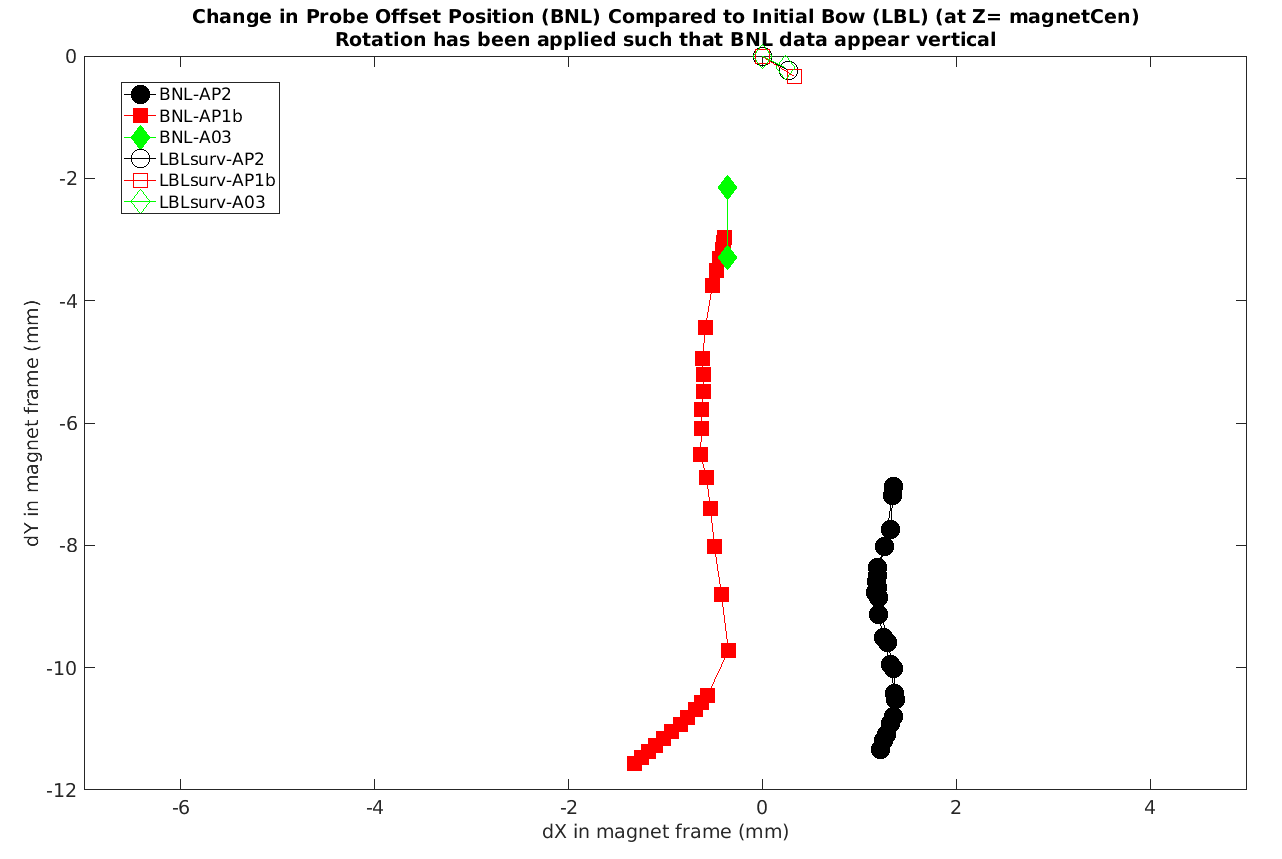 Change in Probe Offset Position (BNL) Compared to Initial Bow (LBL) (at Z= magnetCen)
Rotation has been applied such that BNL data appear vertical
BNL-AP2
BNL-AP1b
BNL-A03
LBLsurv-AP2
LBLsurv-AP1b
LBLsurv-A03
dY in magnet frame (mm)
0
-2
-4
-6
-8
-10
-12
-6
-4
-2
0
2
4
dX in magnet frame (mm)